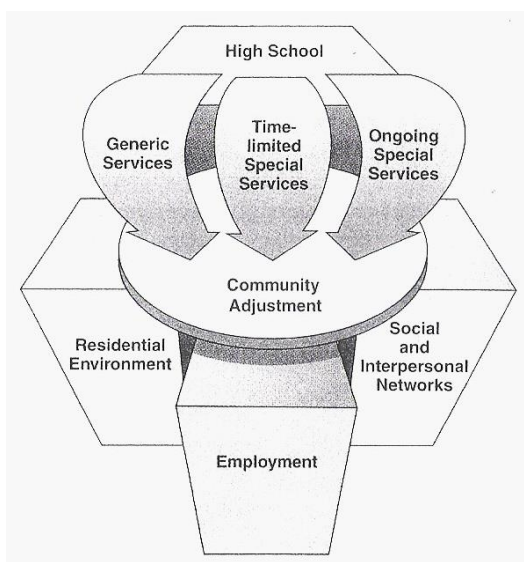 High School
Generic
Services
Time-
limited
Special
Services
Ongoing
Special
Services
Community
Adjustment
Residential
Environment
Social
and
Interpersonal
Networks
Employment